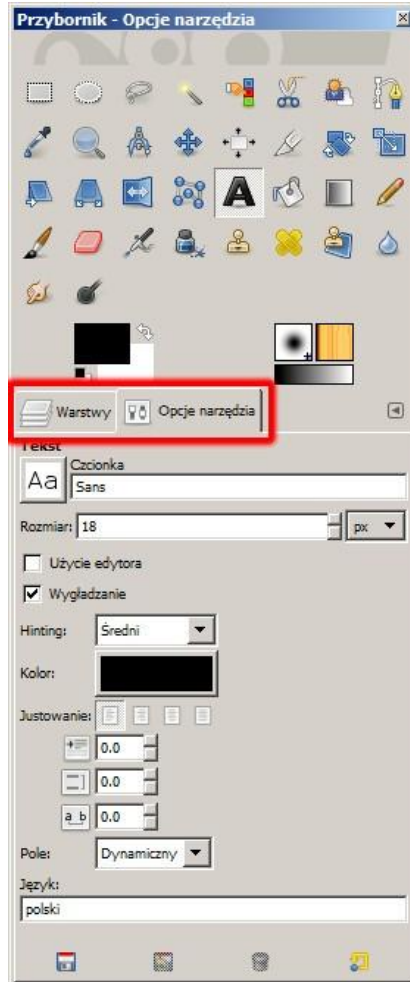 Przybornik - Opcje narzędzia
Warstwy Opcje narzędzia
Tekst
Czcionka
Aa Sans
Rozmiar: 18 px
Użycie edytora
Wygładzanie
Hinting: Średni
Kolor:
Justowanie:
0.0
0.0
a b 0.0
Pole: Dynamiczny
Język:
polski